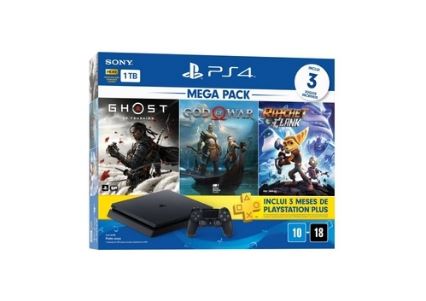 SONY
HDR
1TB
PS4
MEGA PACK
3
GHOST
GOD OF WAR
RATCHET
CLANK
INCLUI 3 MESES DE
PLAYSTATION PLUS
10
18